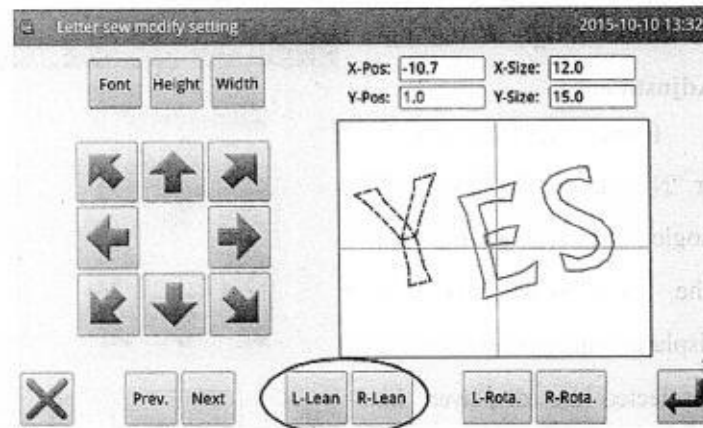 Letter sew modify setting 2015-10-10 13:32
Font Height Width
X-Pos: -10.7 X-Size: 12.0
Y-Pos: 1.0 Y-Size: 15.0
YES
Prev. Next L-Lean R-Lean L-Rota. R-Rota.